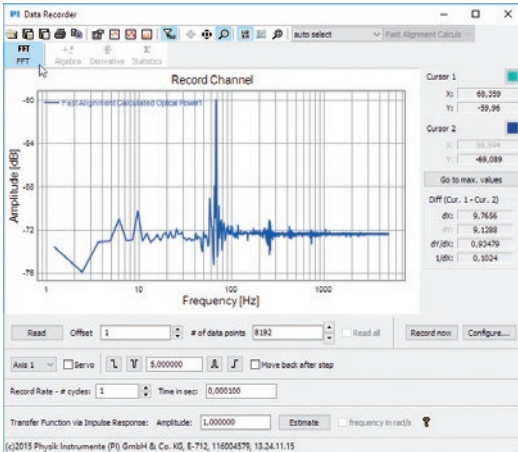 PI Data Recorder
auto select
Fast Alignment Calcula
FFT Σ
FFT Algebra Derivative Statistics
Record Channel
Fast Alignment Calculated Optical Power1
Amplitude [dB]
-60
-64
-68
-72
-76
1 10 100 1000
Frequency [Hz]
Cursor 1
X: 68,359
Y: -59,96
Cursor 2
X:
Y: -69,089
Go to max. values
Diff (Cur. 1 - Cur. 2)
dX: 9,7656
dY: 9,1288
dY/dX: 0,93479
1/dX: 0,1024
Read Offset 1 # of data points 8192 Read all Record now Configure...
Axis 1 Servo 5,000000 Move back after step
Record Rate - # cycles: 1 Time in sec: 0,000100
Transfer Function via Impulse Response: Amplitude: 1,000000 Estimate frequency in rad/s ?
(c)2015 Physik Instrumente (PI) GmbH & Co. KG, E-712, 116004579, 13.24.11.15